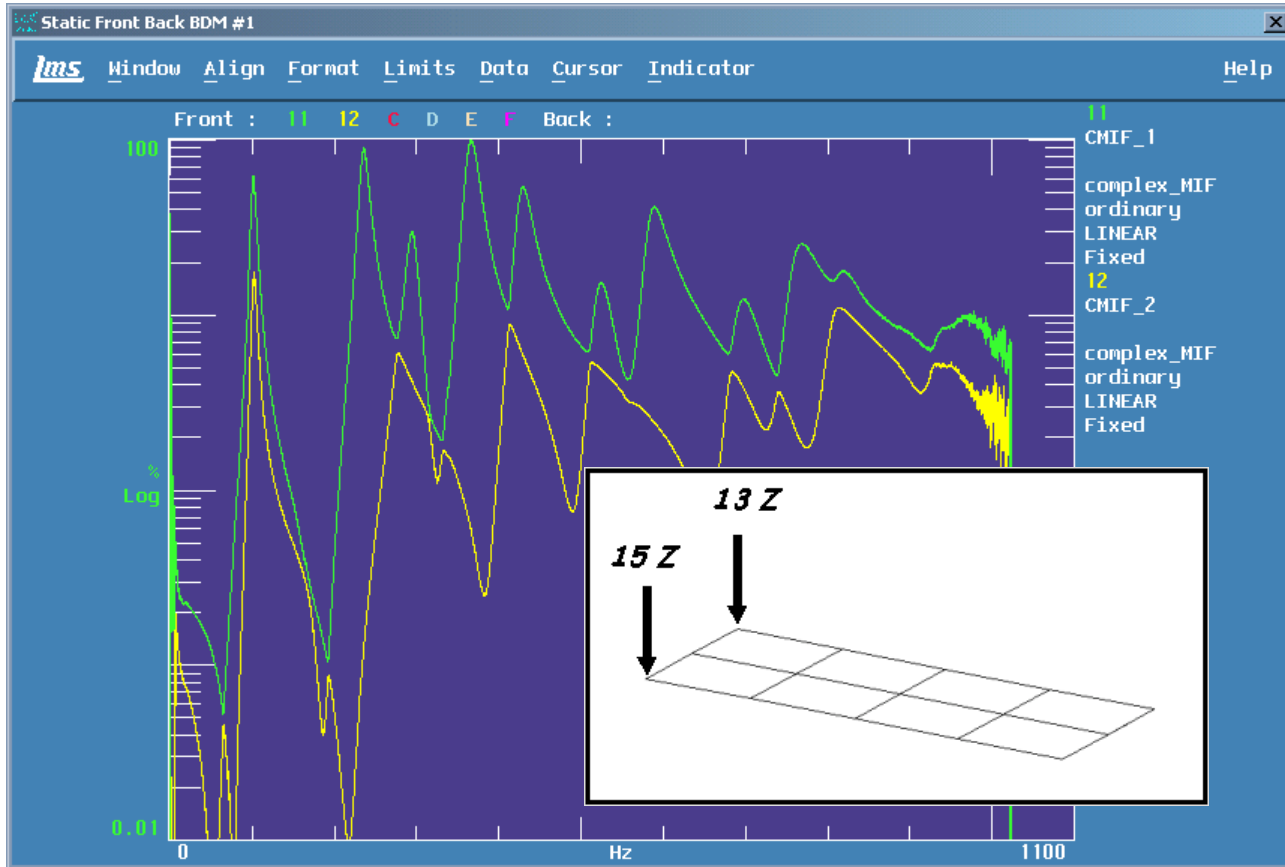 Static Front Back BDM #1
lms Window Align Format Limits Data Cursor Indicator Help
Front : 11 12 C D E F Back :
11
CMIF_1
complex_MIF
ordinary
LINEAR
Fixed
12
CMIF_2
complex_MIF
ordinary
LINEAR
Fixed
100
%
Log
0.01
0 Hz 1100
13 Z
15 Z